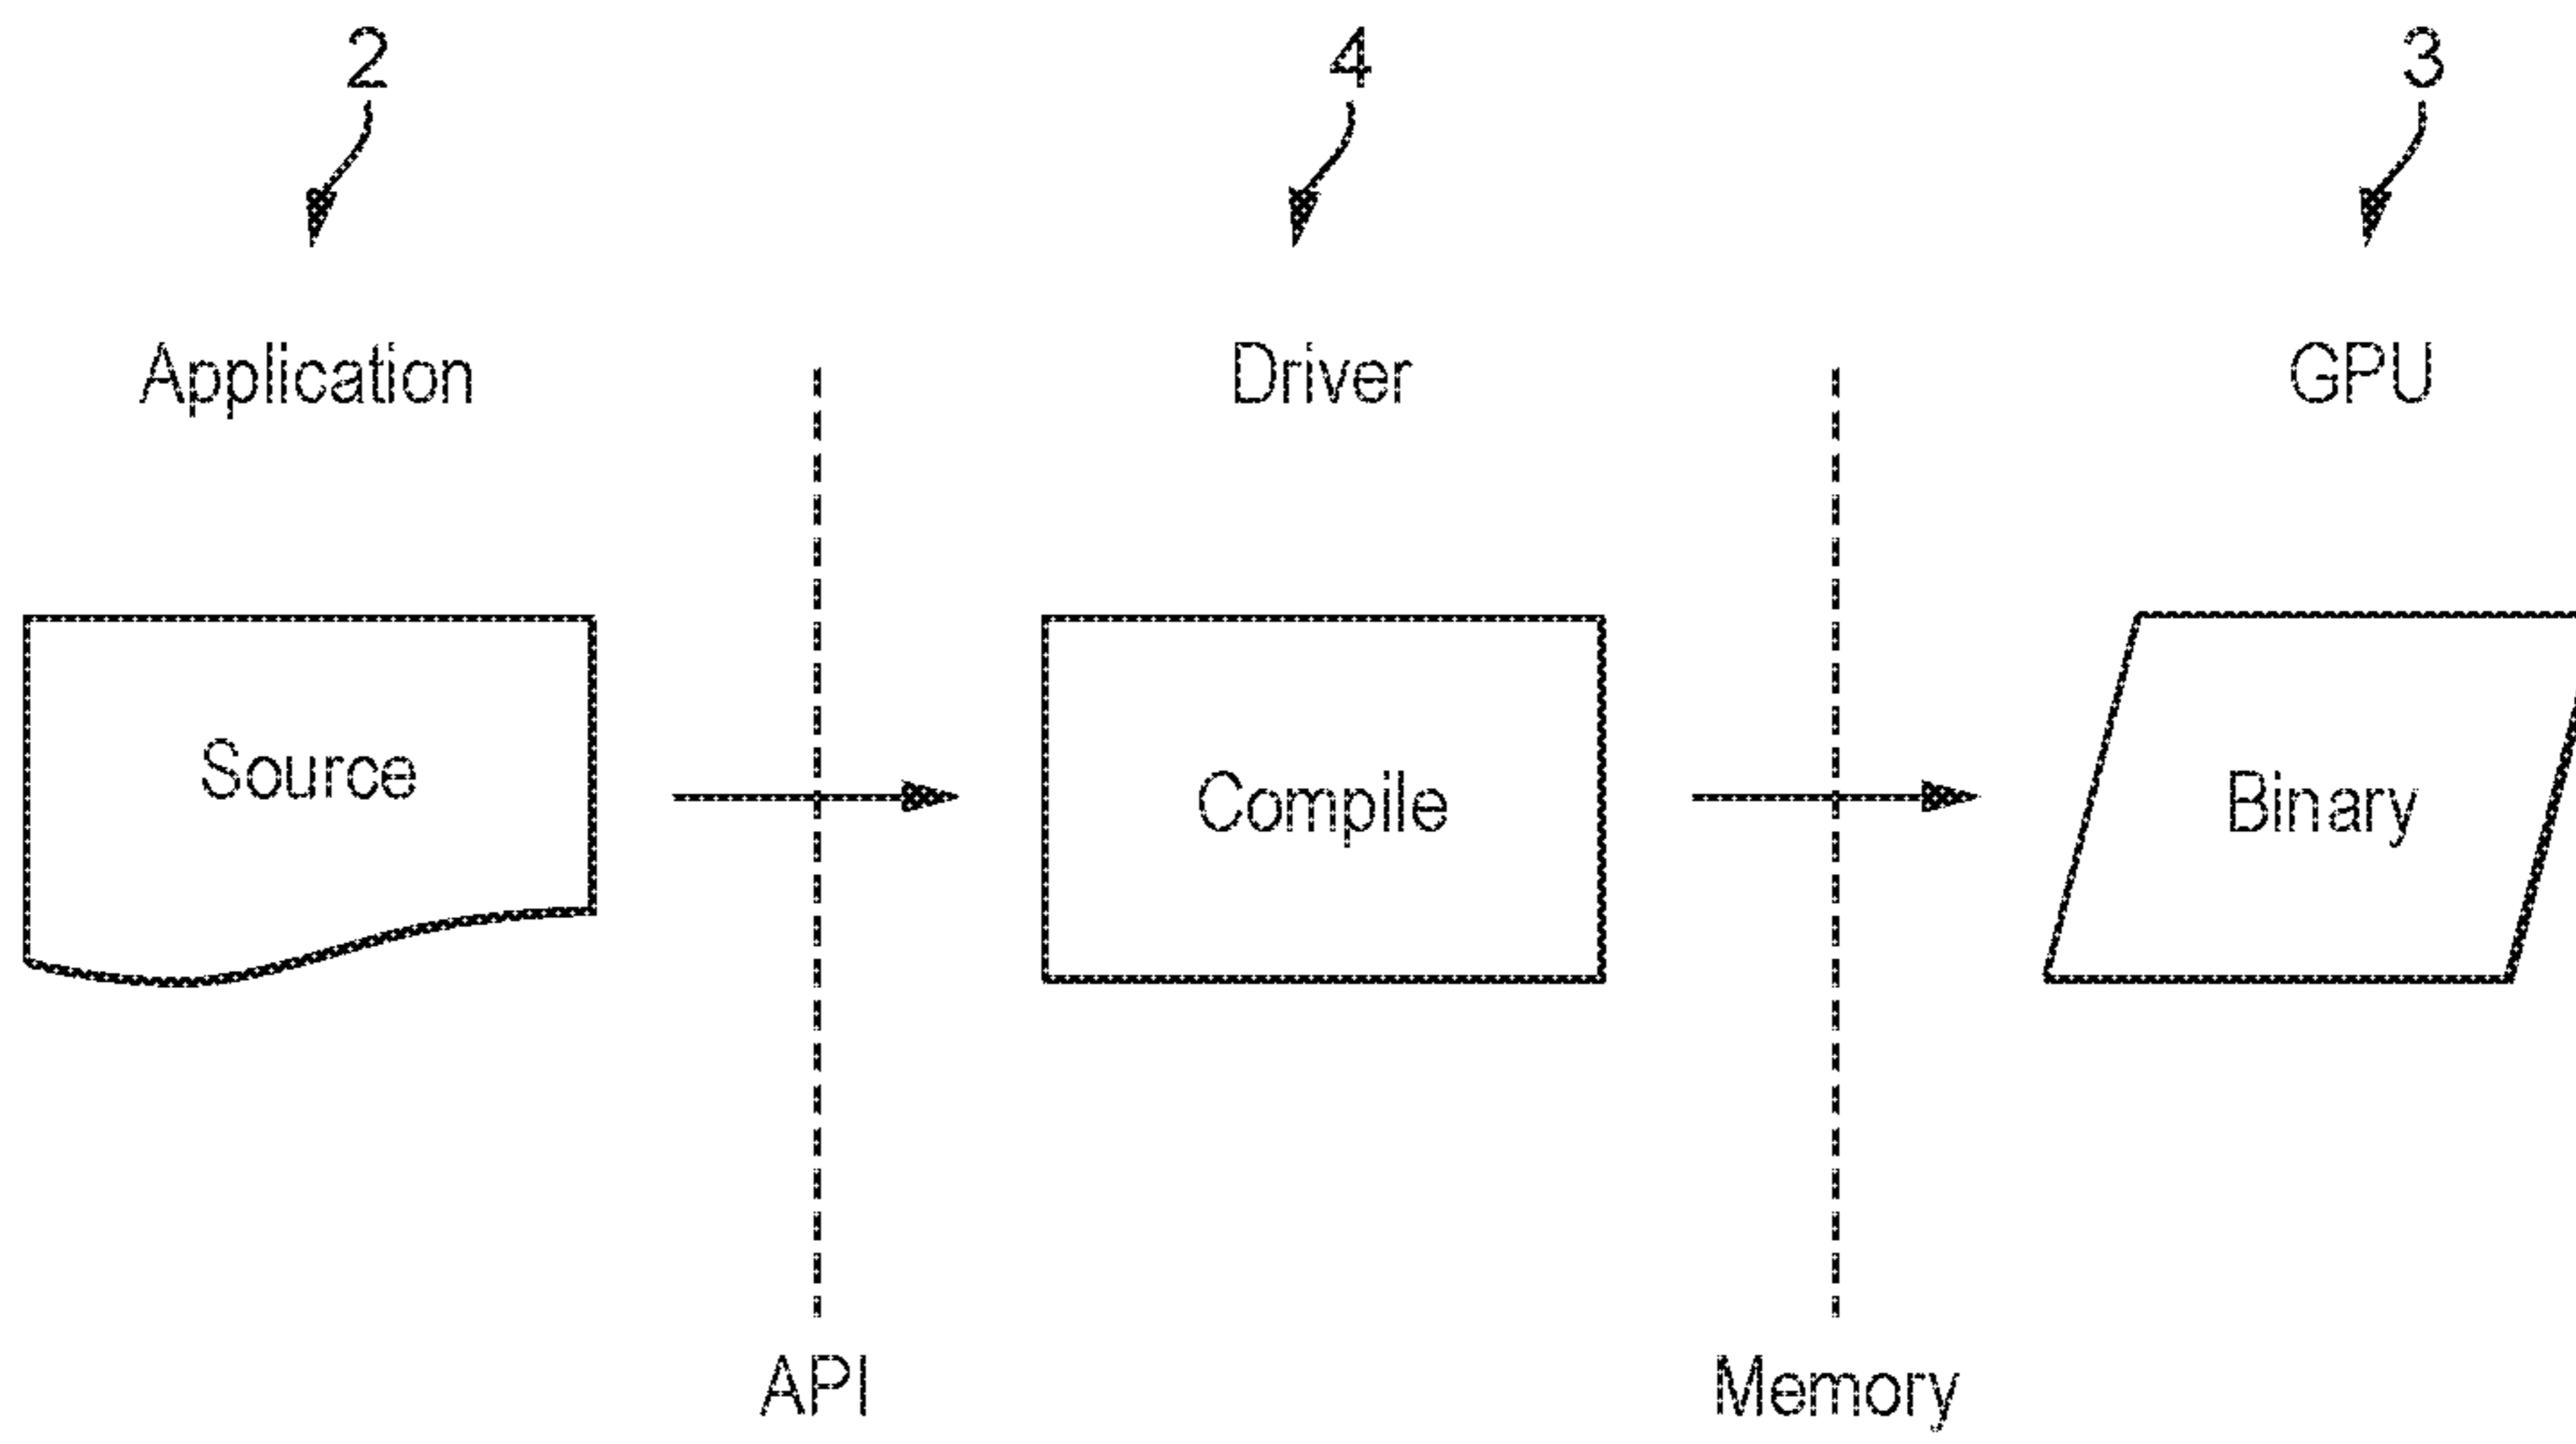 2
4
3
Application
Driver
GPU
Source
Compile
Binary
API
Memory